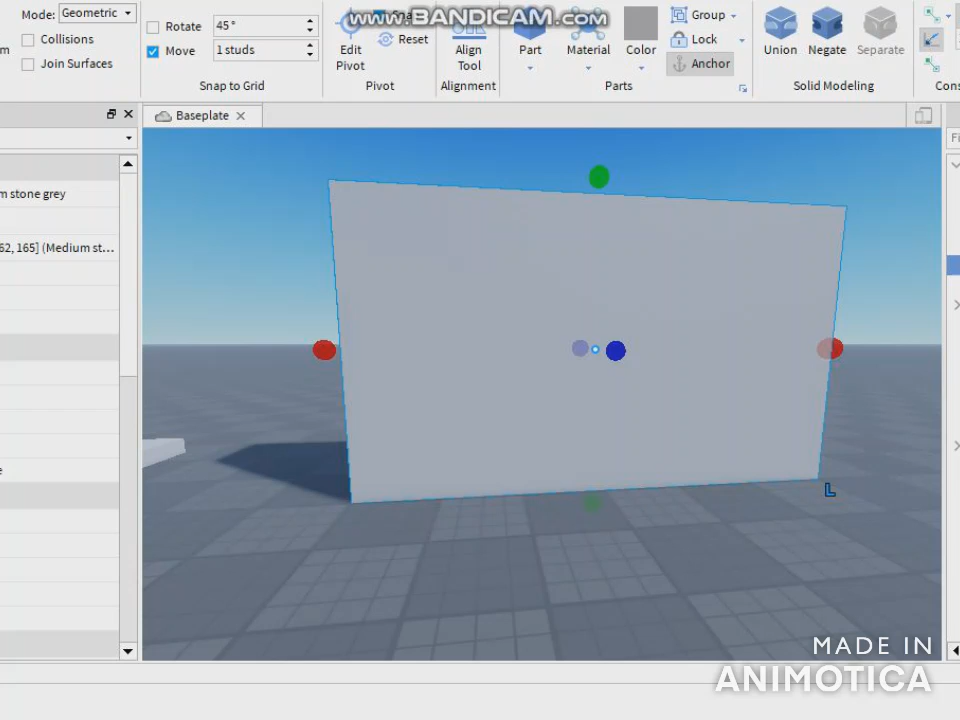 Mode: Geometric
Collisions
Join Surfaces
Rotate 45°
Move 1 studs
Snap to Grid
www.BANDICAM.com
Edit
Pivot
Reset
Pivot
Align
Tool
Alignment
Part
Material
Color
Group
Lock
Anchor
Parts
Union
Negate
Separate
Solid Modeling
Cons
Baseplate
Fi
m stone grey
62, 165] (Medium st...
L
MADE IN
ANIMOTICA